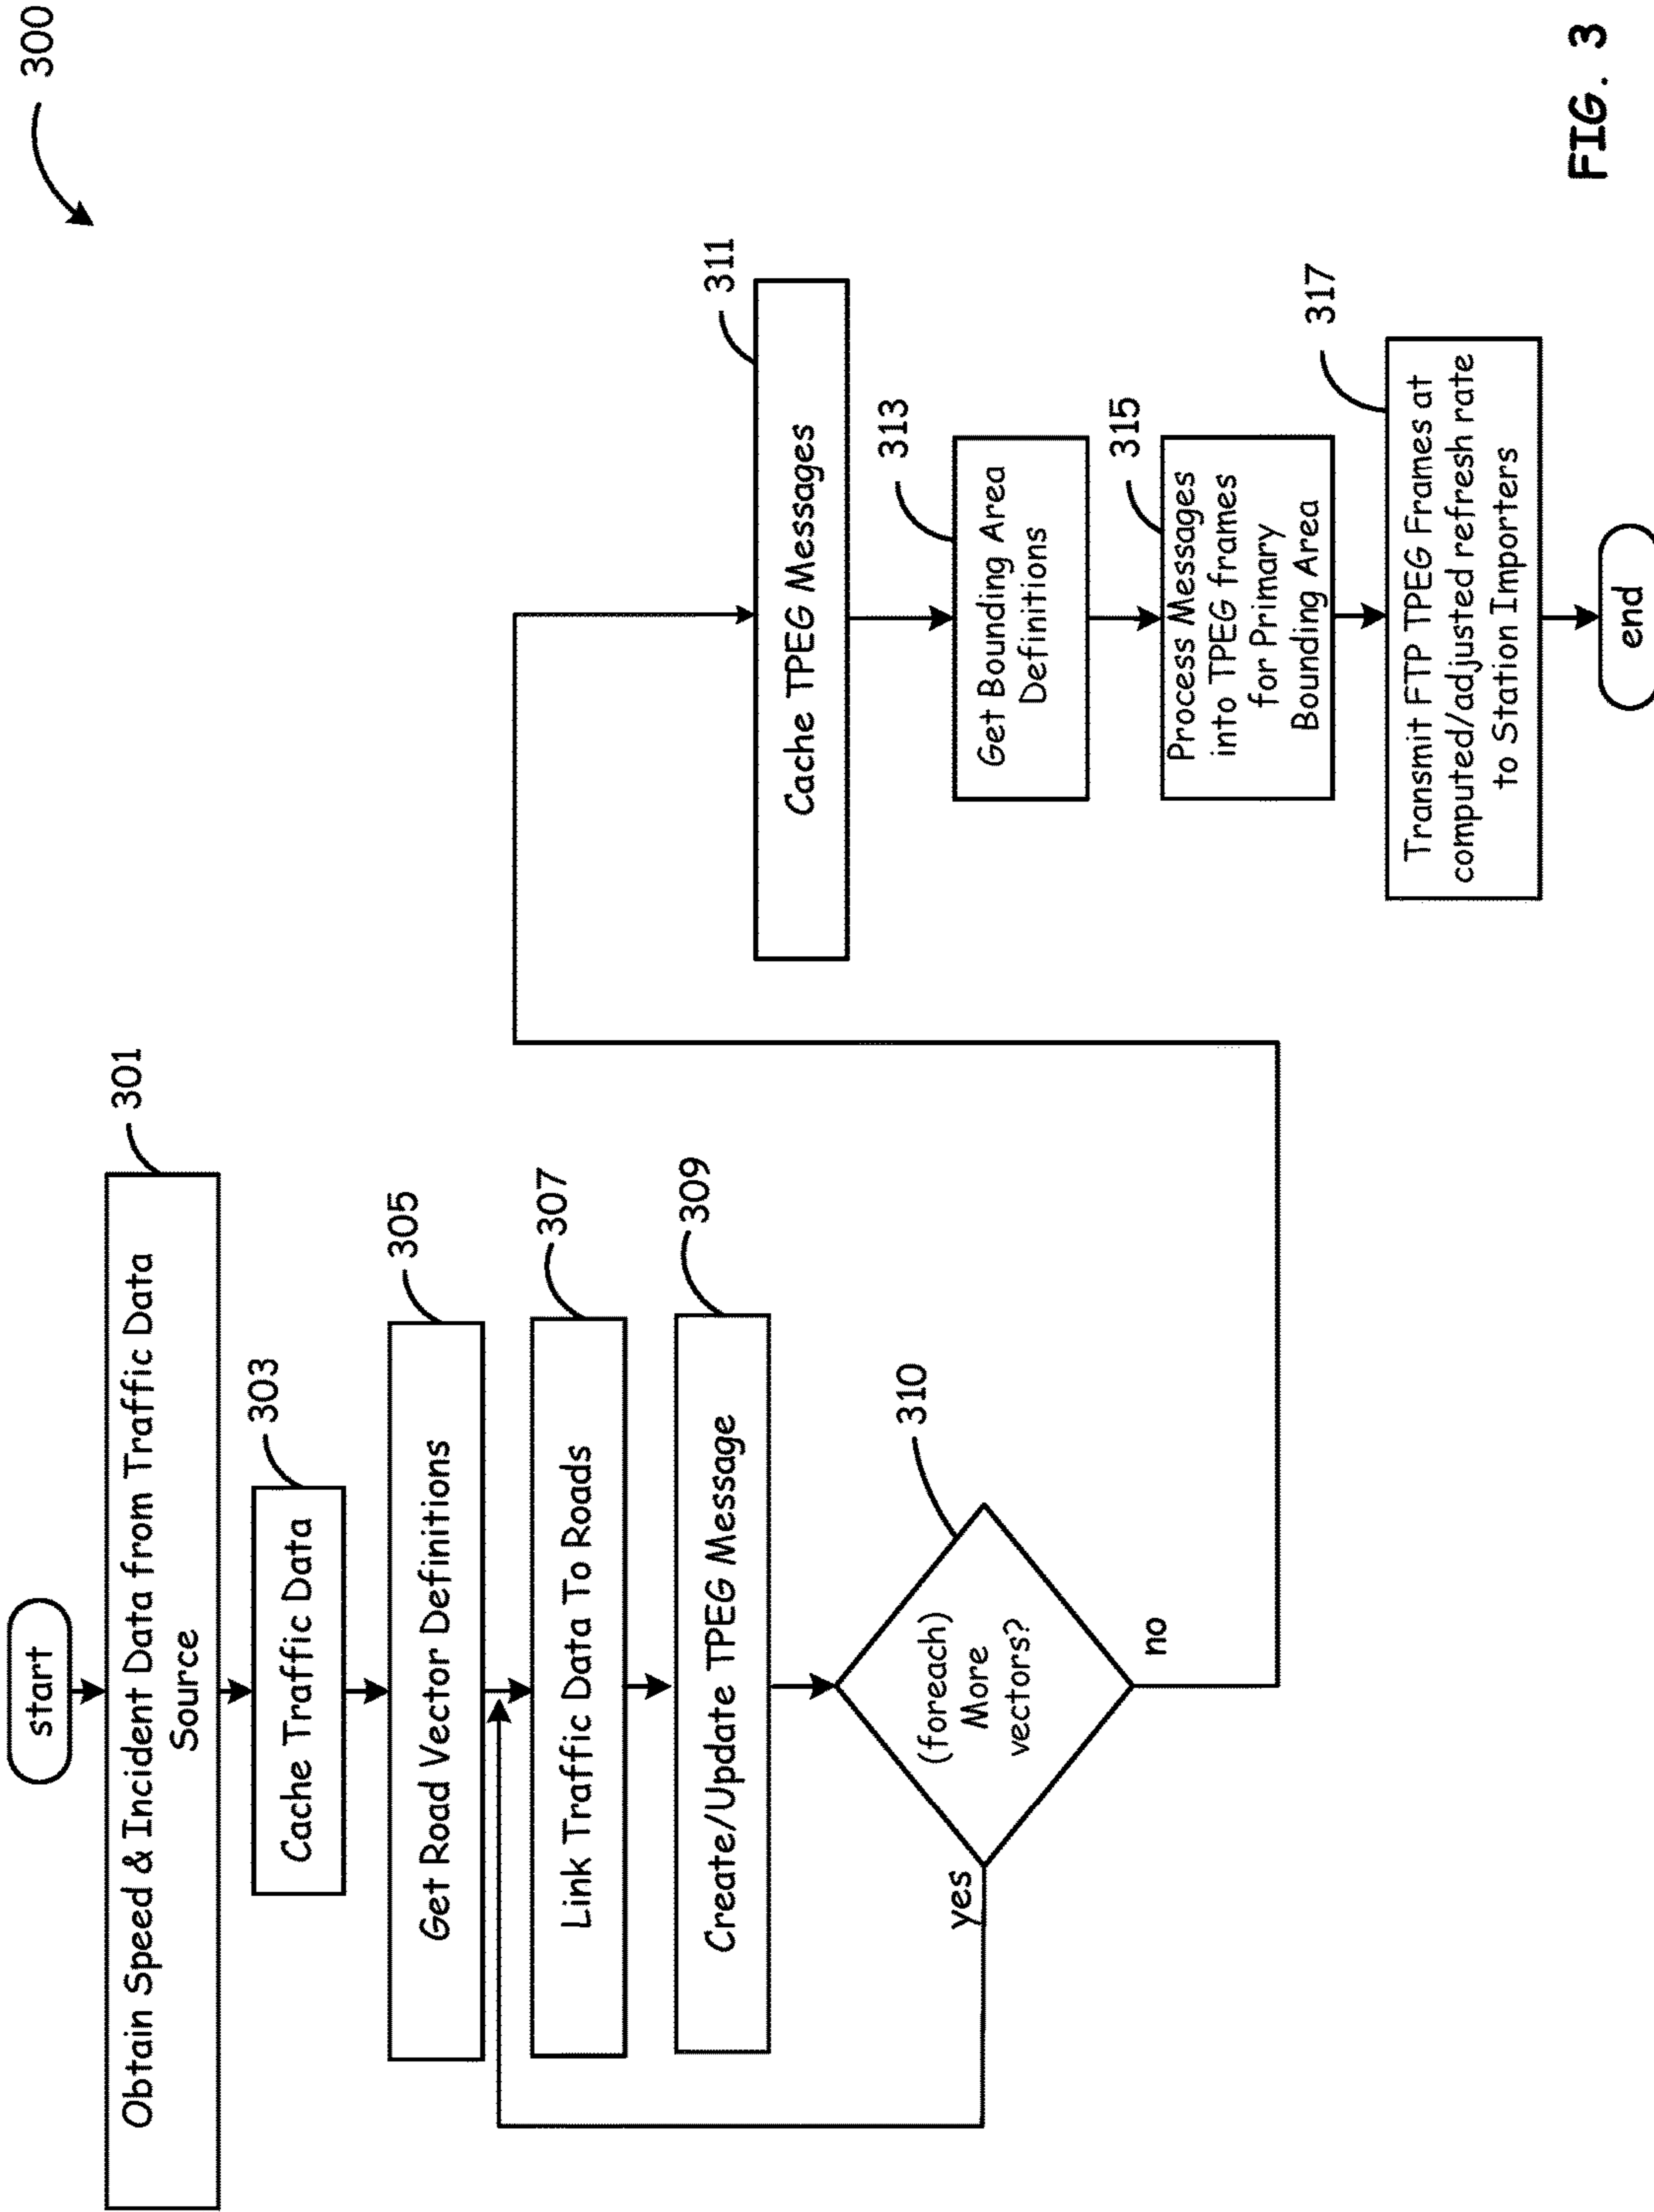 300
start
301
Obtain Speed & Incident Data from Traffic Data
Source
303
Cache Traffic Data
305
Get Road Vector Definitions
307
Link Traffic Data To Roads
309
Create/Update TPEG Message
310
(foreach)
More
vectors?
yes
no
311
Cache TPEG Messages
313
Get Bounding Area
Definitions
315
Process Messages
into TPEG frames
for Primary
Bounding Area
317
Transmit FTP TPEG Frames at
computed/adjusted refresh rate
to Station Importers
end
FIG. 3